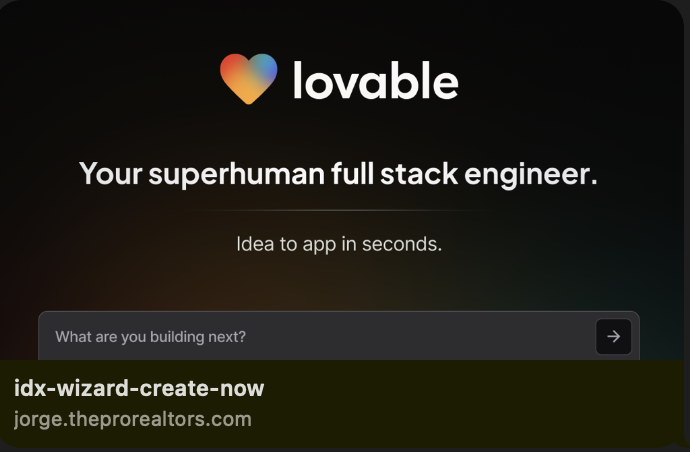 lovable
Your superhuman full stack engineer.
Idea to app in seconds.
What are you building next?
idx-wizard-create-now
jorge.theprorealtors.com